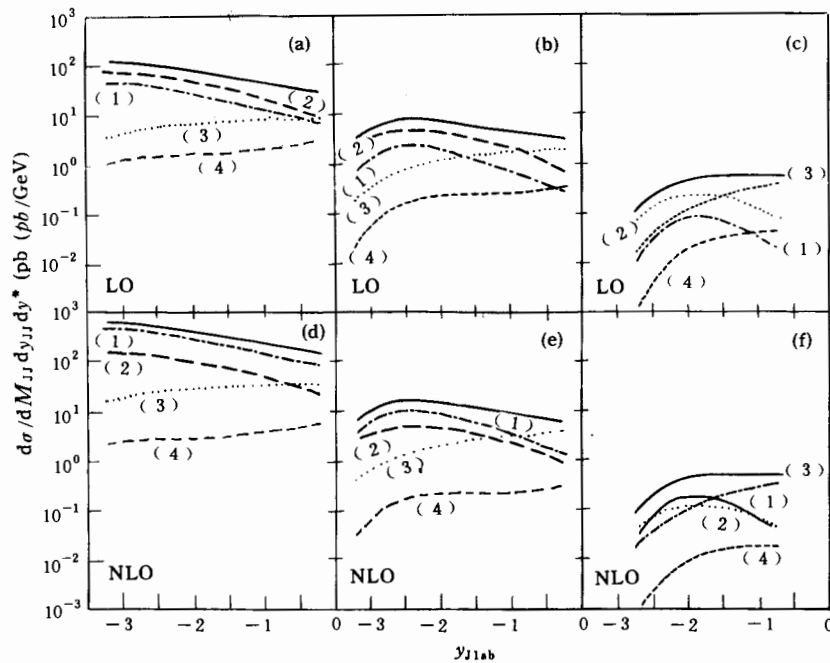 dσ/dM_JJ dy_JJ dy* (pb (pb/GeV)
10³
10²
10¹
10⁰
10⁻¹
10⁻²
10³
10²
10¹
10⁰
10⁻¹
10⁻²
10⁻³
(a)
(1)
(2)
(3)
(4)
LO
(b)
(2)
(1)
(3)
(4)
LO
(c)
(3)
(2)
(1)
(4)
LO
(d)
(1)
(2)
(3)
(4)
NLO
(e)
(1)
(2)
(3)
(4)
NLO
(f)
(3)
(1)
(2)
(4)
NLO
−3 −2 −1 0 −3 −2 −1 0 −3 −2 −1 0
y_J1ab